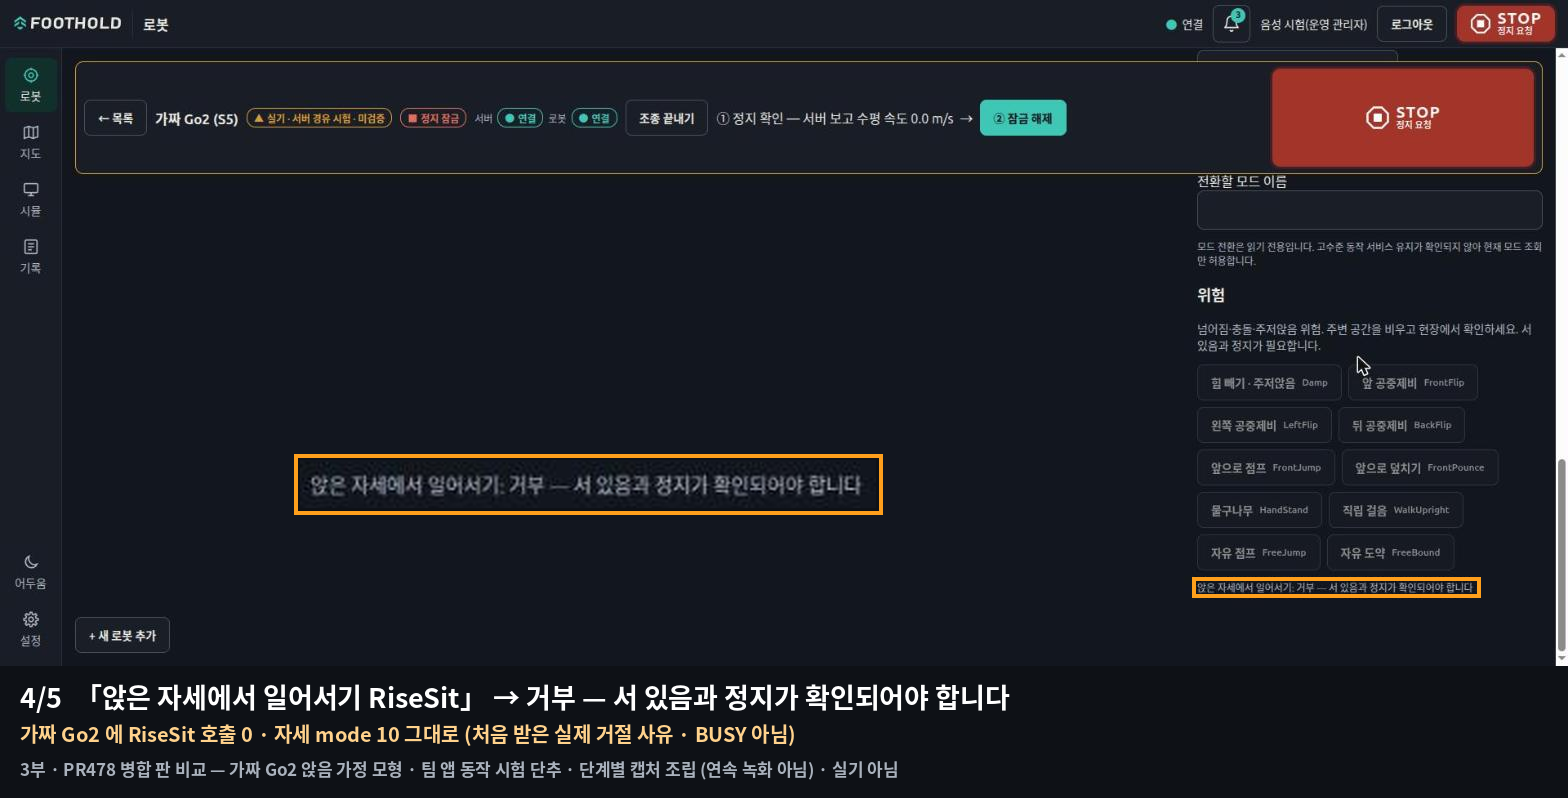 FOOTHOLD 로봇
연결 3 음성 시험(운영 관리자) 로그아웃 STOP 정지 요청
로봇
지도
시뮬
기록
어두움
설정
← 목록 가짜 Go2 (S5) ▲ 실기 · 서버 경유 시험 · 미검증 ■ 정지 잠금 서버 ● 연결 로봇 ● 연결 조종 끝내기 ① 정지 확인 — 서버 보고 수평 속도 0.0 m/s → ② 잠금 해제
STOP
정지 요청
전환할 모드 이름
모드 전환은 읽기 전용입니다. 고수준 동작 서비스 유지가 확인되지 않아 현재 모드 조회
만 허용합니다.
위험
넘어짐·충돌·주저앉음 위험. 주변 공간을 비우고 현장에서 확인하세요. 서
있음과 정지가 필요합니다.
힘 빼기 · 주저앉음 Damp 앞 공중제비 FrontFlip
왼쪽 공중제비 LeftFlip 뒤 공중제비 BackFlip
앞으로 점프 FrontJump 앞으로 덮치기 FrontPounce
물구나무 HandStand 직립 걸음 WalkUpright
자유 점프 FreeJump 자유 도약 FreeBound
앉은 자세에서 일어서기: 거부 — 서 있음과 정지가 확인되어야 합니다
앉은 자세에서 일어서기: 거부 — 서 있음과 정지가 확인되어야 합니다
+ 새 로봇 추가
4/5 「앉은 자세에서 일어서기 RiseSit」 → 거부 — 서 있음과 정지가 확인되어야 합니다
가짜 Go2 에 RiseSit 호출 0 · 자세 mode 10 그대로 (처음 받은 실제 거절 사유 · BUSY 아님)
3부 · PR478 병합 판 비교 — 가짜 Go2 앉음 가정 모형 · 팀 앱 동작 시험 단추 · 단계별 캡처 조립 (연속 녹화 아님) · 실기 아님